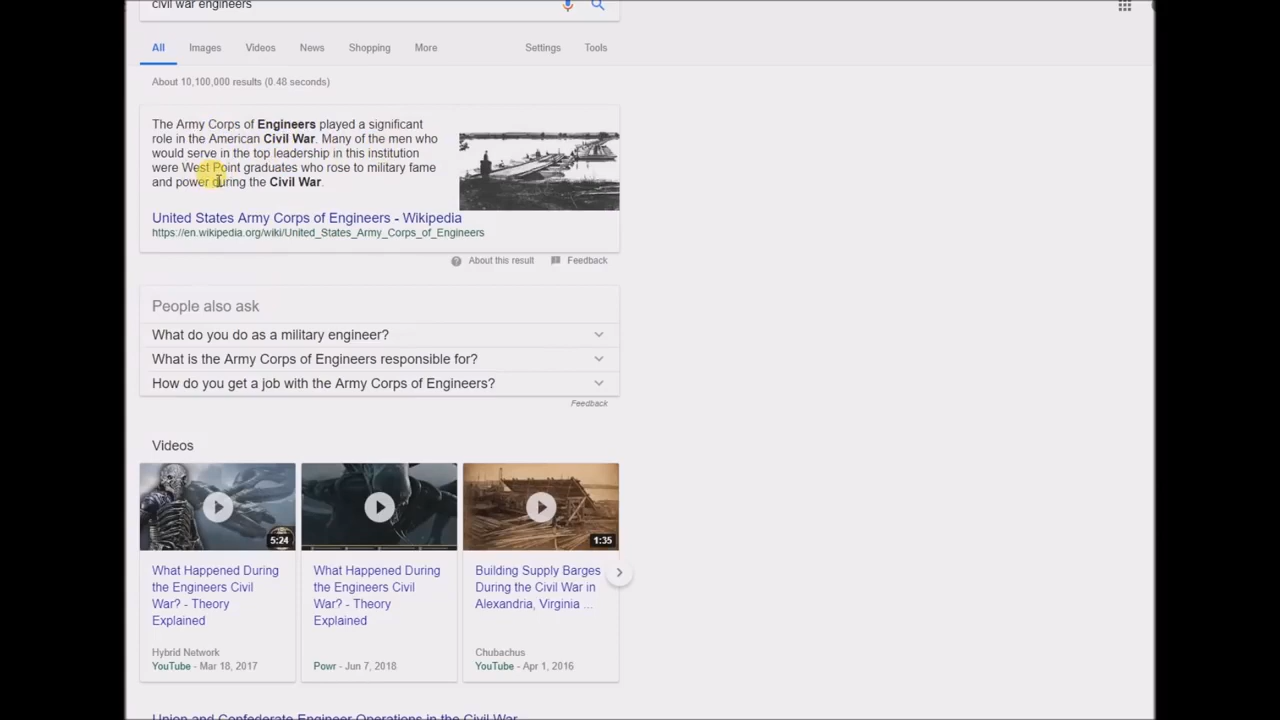 civil war engineers
All Images Videos News Shopping More Settings Tools
About 10,100,000 results (0.48 seconds)
The Army Corps of Engineers played a significant
role in the American Civil War. Many of the men who
would serve in the top leadership in this institution
were West Point graduates who rose to military fame
and power during the Civil War.
United States Army Corps of Engineers - Wikipedia
https://en.wikipedia.org/wiki/United_States_Army_Corps_of_Engineers
About this result Feedback
People also ask
What do you do as a military engineer?
What is the Army Corps of Engineers responsible for?
How do you get a job with the Army Corps of Engineers?
Feedback
Videos
5:24
What Happened During
the Engineers Civil
War? - Theory
Explained
Hybrid Network
YouTube - Mar 18, 2017
What Happened During
the Engineers Civil
War? - Theory
Explained
Powr - Jun 7, 2018
1:35
Building Supply Barges
During the Civil War in
Alexandria, Virginia ...
Chubachus
YouTube - Apr 1, 2016
Union and Confederate Engineer Operations in the Civil War